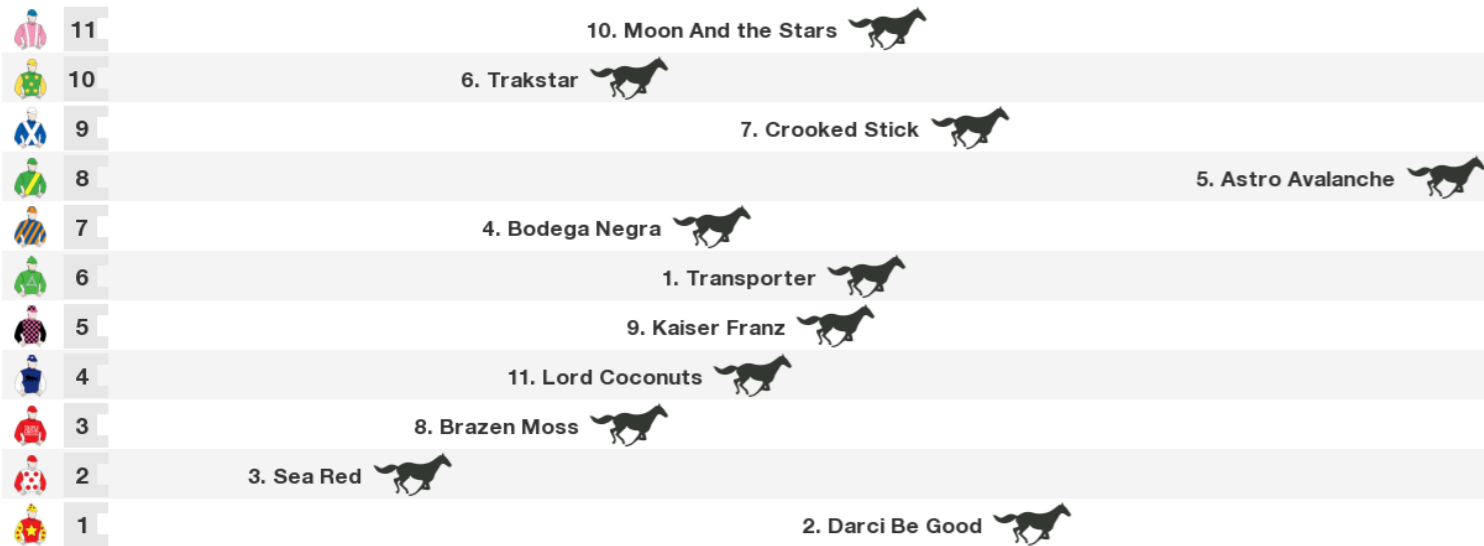 11 10. Moon And the Stars
10 6. Trakstar
9 7. Crooked Stick
8 5. Astro Avalanche
7 4. Bodega Negra
6 1. Transporter
5 9. Kaiser Franz
4 11. Lord Coconuts
3 8. Brazen Moss
2 3. Sea Red
1 2. Darci Be Good